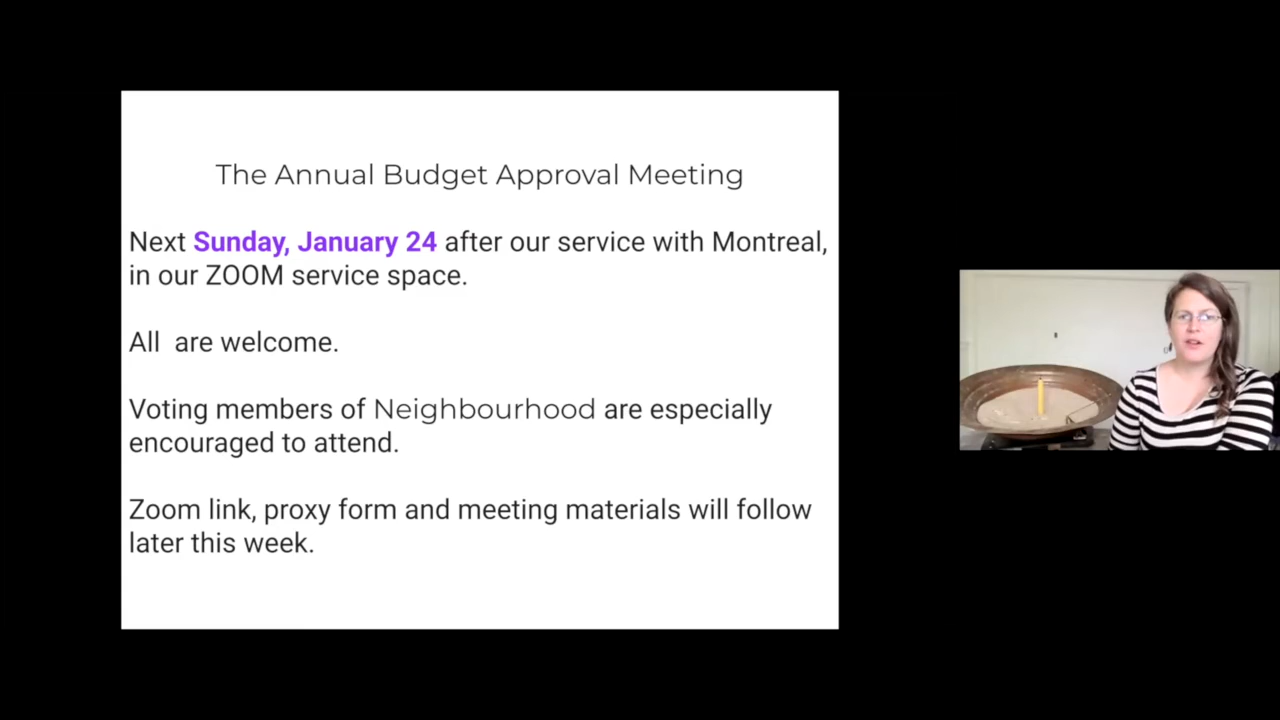 The Annual Budget Approval Meeting
Next Sunday, January 24 after our service with Montreal,
in our ZOOM service space.
All  are welcome.
Voting members of Neighbourhood are especially
encouraged to attend.
Zoom link, proxy form and meeting materials will follow
later this week.